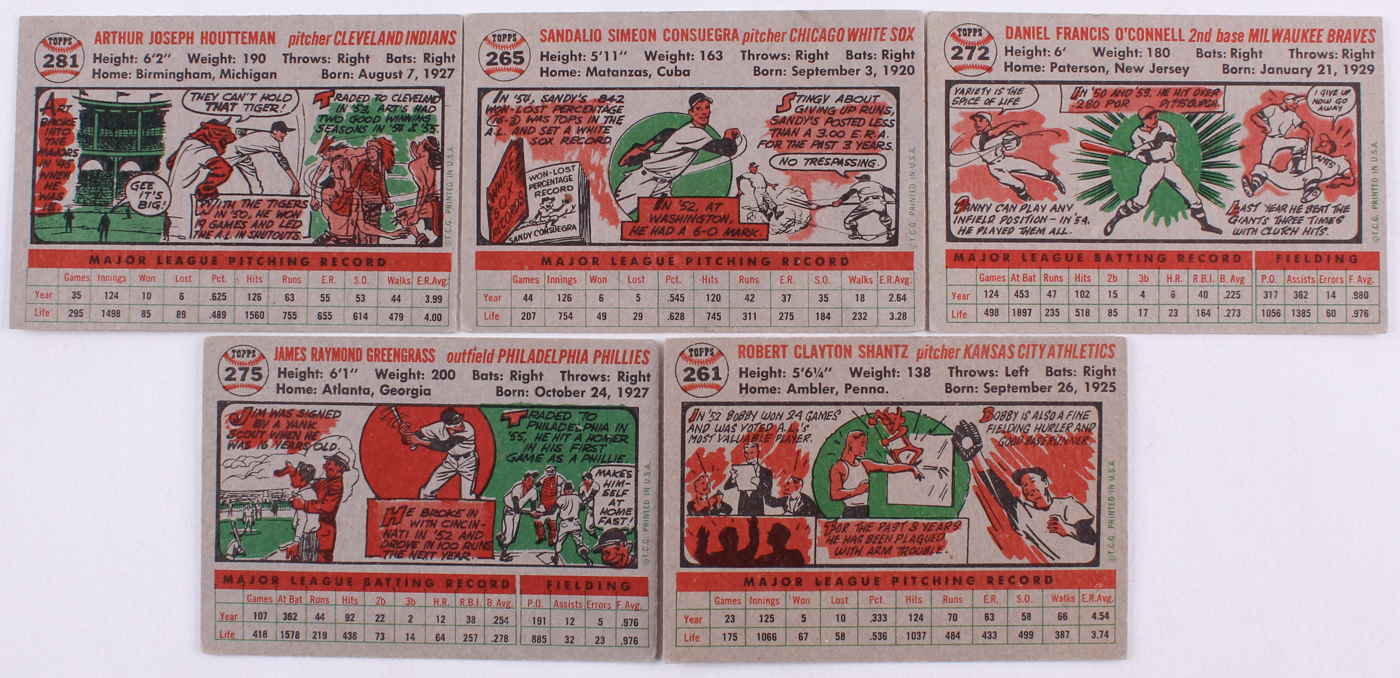 TOPPS
281
ARTHUR JOSEPH HOUTTEMAN pitcher CLEVELAND INDIANS
Height: 6'2" Weight: 190 Throws: Right Bats: Right
Home: Birmingham, Michigan Born: August 7, 1927
ART
BROKE
INTO
THE
MAJORS
IN '45
WHEN
HE
WAS
18.
GEE
IT'S
BIG!
THEY CAN'T HOLD
THAT TIGER!
WITH THE TIGERS
IN '50, HE WON
19 GAMES AND LED
THE A.L. IN SHUTOUTS.
TRADED TO CLEVELAND
IN '53, ART'S HAD
TWO GOOD WINNING
SEASONS IN '54 & '55.
©T.C.G. PRINTED IN U.S.A.
MAJOR LEAGUE PITCHING RECORD
Games Innings Won Lost Pct. Hits Runs E.R. S.O. Walks E.R.Avg.
Year 35 124 10 6 .625 126 63 55 53 44 3.99
Life 295 1498 85 89 .489 1560 755 655 614 479 4.00
TOPPS
265
SANDALIO SIMEON CONSUEGRA pitcher CHICAGO WHITE SOX
Height: 5'11" Weight: 163 Throws: Right Bats: Right
Home: Matanzas, Cuba Born: September 3, 1920
IN '54, SANDY'S .842
WON-LOST PERCENTAGE
(16-3) WAS TOPS IN THE
A.L. AND SET A WHITE
SOX RECORD.
WHITE
SOX
RECORDS
WON-LOST
PERCENTAGE
RECORD
SANDY CONSUEGRA
IN '52, AT
WASHINGTON,
HE HAD A 6-0 MARK.
STINGY ABOUT
GIVING UP RUNS,
SANDY'S POSTED LESS
THAN A 3.00 E.R.A.
FOR THE PAST 3 YEARS.
NO TRESPASSING.
©T.C.G. PRINTED IN U.S.A.
MAJOR LEAGUE PITCHING RECORD
Games Innings Won Lost Pct. Hits Runs E.R. S.O. Walks E.R.Avg.
Year 44 126 6 5 .545 120 42 37 35 18 2.64
Life 207 754 49 29 .628 745 311 275 184 232 3.28
TOPPS
272
DANIEL FRANCIS O'CONNELL 2nd base MILWAUKEE BRAVES
Height: 6' Weight: 180 Bats: Right Throws: Right
Home: Paterson, New Jersey Born: January 21, 1929
VARIETY IS THE
SPICE OF LIFE
DANNY CAN PLAY ANY
INFIELD POSITION - IN '54,
HE PLAYED THEM ALL.
IN '50 AND '53, HE HIT OVER
.280 FOR PITTSBURGH.
I GIVE UP
NOW GO
AWAY
LAST YEAR HE BEAT THE
GIANTS THREE TIMES
WITH CLUTCH HITS.
©T.C.G. PRINTED IN U.S.A.
MAJOR LEAGUE BATTING RECORD FIELDING
Games At Bat Runs Hits 2b 3b H.R. R.B.I. B. Avg P.O. Assists Errors F. Avg.
Year 124 453 47 102 15 4 6 40 .225 317 362 14 .980
Life 498 1897 235 518 85 17 23 164 .273 1056 1385 60 .976
TOPPS
275
JAMES RAYMOND GREENGRASS outfield PHILADELPHIA PHILLIES
Height: 6'1" Weight: 200 Bats: Right Throws: Right
Home: Atlanta, Georgia Born: October 24, 1927
JIM WAS SIGNED
BY A YANK
SCOUT WHEN HE
WAS 16 YEARS OLD.
HE BROKE IN
WITH CINCIN-
NATI IN '52 AND
DROVE IN 100 RUNS
THE NEXT YEAR.
TRADED TO
PHILADELPHIA IN
'55, HE HIT A HOMER
IN HIS FIRST
GAME AS A PHILLIE.
MAKES
HIM-
SELF
AT
HOME
FAST!
©T.C.G. PRINTED IN U.S.A.
MAJOR LEAGUE BATTING RECORD FIELDING
Games At Bat Runs Hits 2b 3b H.R. R.B.I. B. Avg. P.O. Assists Errors F. Avg.
Year 107 362 44 92 22 2 12 38 .254 191 12 5 .976
Life 418 1578 219 438 73 14 64 257 .278 885 32 23 .976
TOPPS
261
ROBERT CLAYTON SHANTZ pitcher KANSAS CITY ATHLETICS
Height: 5'6¼" Weight: 138 Throws: Left Bats: Right
Home: Ambler, Penna. Born: September 26, 1925
IN '52 BOBBY WON 24 GAMES
AND WAS VOTED A.L.'S
MOST VALUABLE PLAYER.
FOR THE PAST 3 YEARS
HE HAS BEEN PLAGUED
WITH ARM TROUBLE.
BOBBY IS ALSO A FINE
FIELDING HURLER AND
GOOD BASE RUNNER.
©T.C.G. PRINTED IN U.S.A.
MAJOR LEAGUE PITCHING RECORD
Games Innings Won Lost Pct. Hits Runs E.R. S.O. Walks E.R.Avg.
Year 23 125 5 10 .333 124 70 63 58 66 4.54
Life 175 1066 67 58 .536 1037 484 433 499 387 3.74